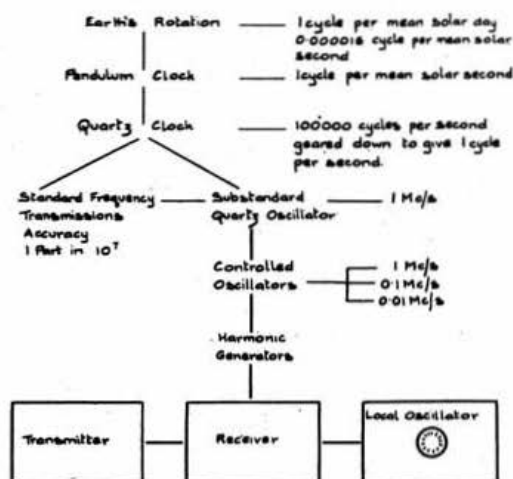 Earth's Rotation — 1 cycle per mean solar day
0.000016 cycle per mean solar
second
Pendulum Clock — 1 cycle per mean solar second
Quartz Clock — 100000 cycles per second
geared down to give 1 cycle
per second.
Standard Frequency
Transmissions
Accuracy
1 Part in 10⁷
Substandard
Quartz Oscillator — 1 Mc/s
Controlled
Oscillators
1 Mc/s
0.1 Mc/s
0.01 Mc/s
Harmonic
Generators
Transmitter
Receiver
Local Oscillator